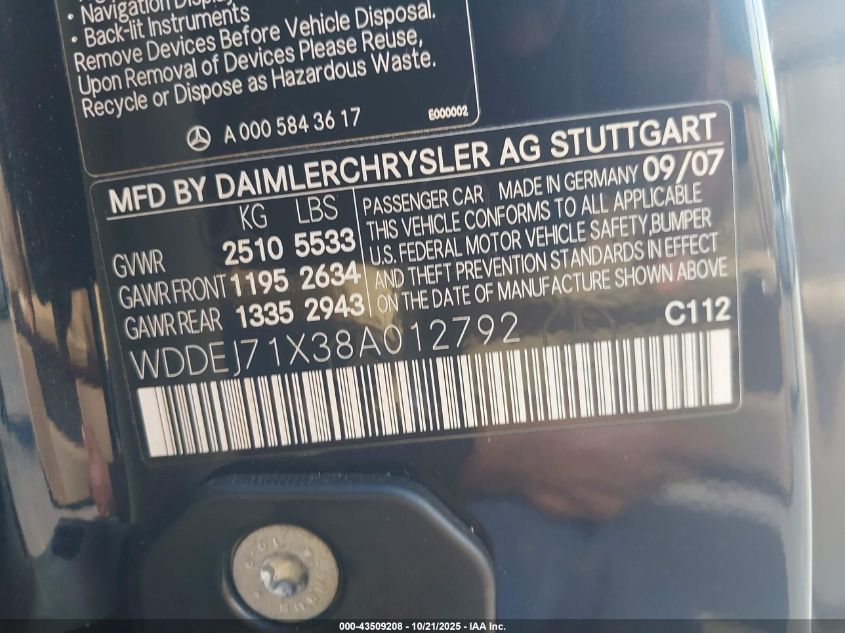 • Navigation Display
• Back-lit Instruments
Remove Devices Before Vehicle Disposal.
Upon Removal of Devices Please Reuse,
Recycle or Dispose as Hazardous Waste.
A 000 584 36 17
E000002
MFD BY DAIMLERCHRYSLER AG STUTTGART
KG LBS
GVWR 2510 5533
GAWR FRONT 1195 2634
GAWR REAR 1335 2943
PASSENGER CAR MADE IN GERMANY 09/07
THIS VEHICLE CONFORMS TO ALL APPLICABLE
U.S. FEDERAL MOTOR VEHICLE SAFETY,BUMPER
AND THEFT PREVENTION STANDARDS IN EFFECT
ON THE DATE OF MANUFACTURE SHOWN ABOVE
WDDEJ71X38A012792
C112
000-43509208 - 10/21/2025 - IAA Inc.